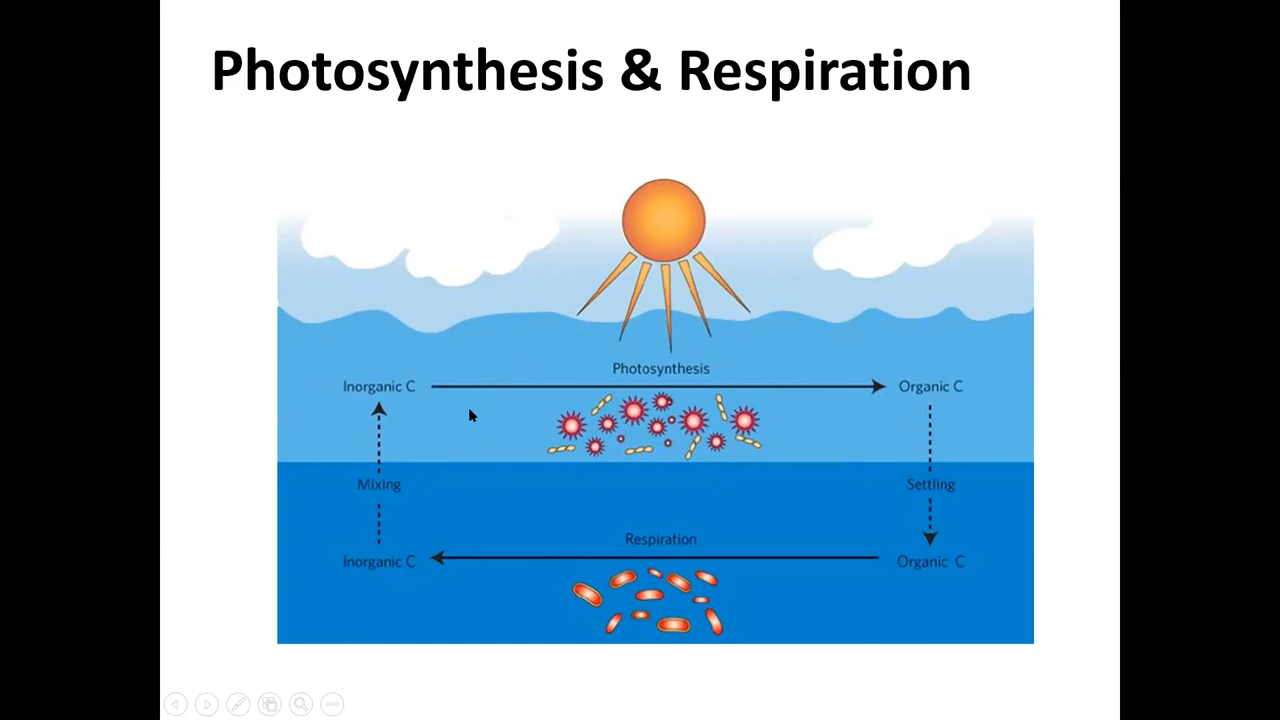 Photosynthesis & Respiration
Photosynthesis
Inorganic C
Organic C
Mixing
Settling
Respiration
Inorganic C
Organic C